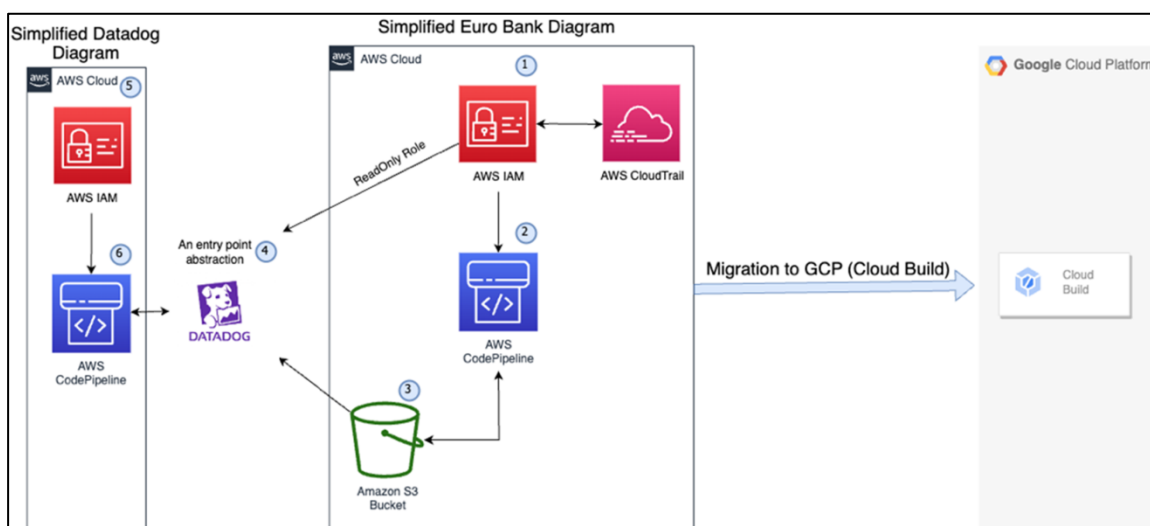 Simplified Datadog
Diagram
aws
AWS Cloud
5
AWS IAM
6
AWS
CodePipeline
An entry point
abstraction
4
DATADOG
ReadOnly Role
Simplified Euro Bank Diagram
aws
AWS Cloud
1
AWS IAM
AWS CloudTrail
2
AWS
CodePipeline
3
Amazon S3
Bucket
Migration to GCP (Cloud Build)
Google Cloud Platform
Cloud
Build